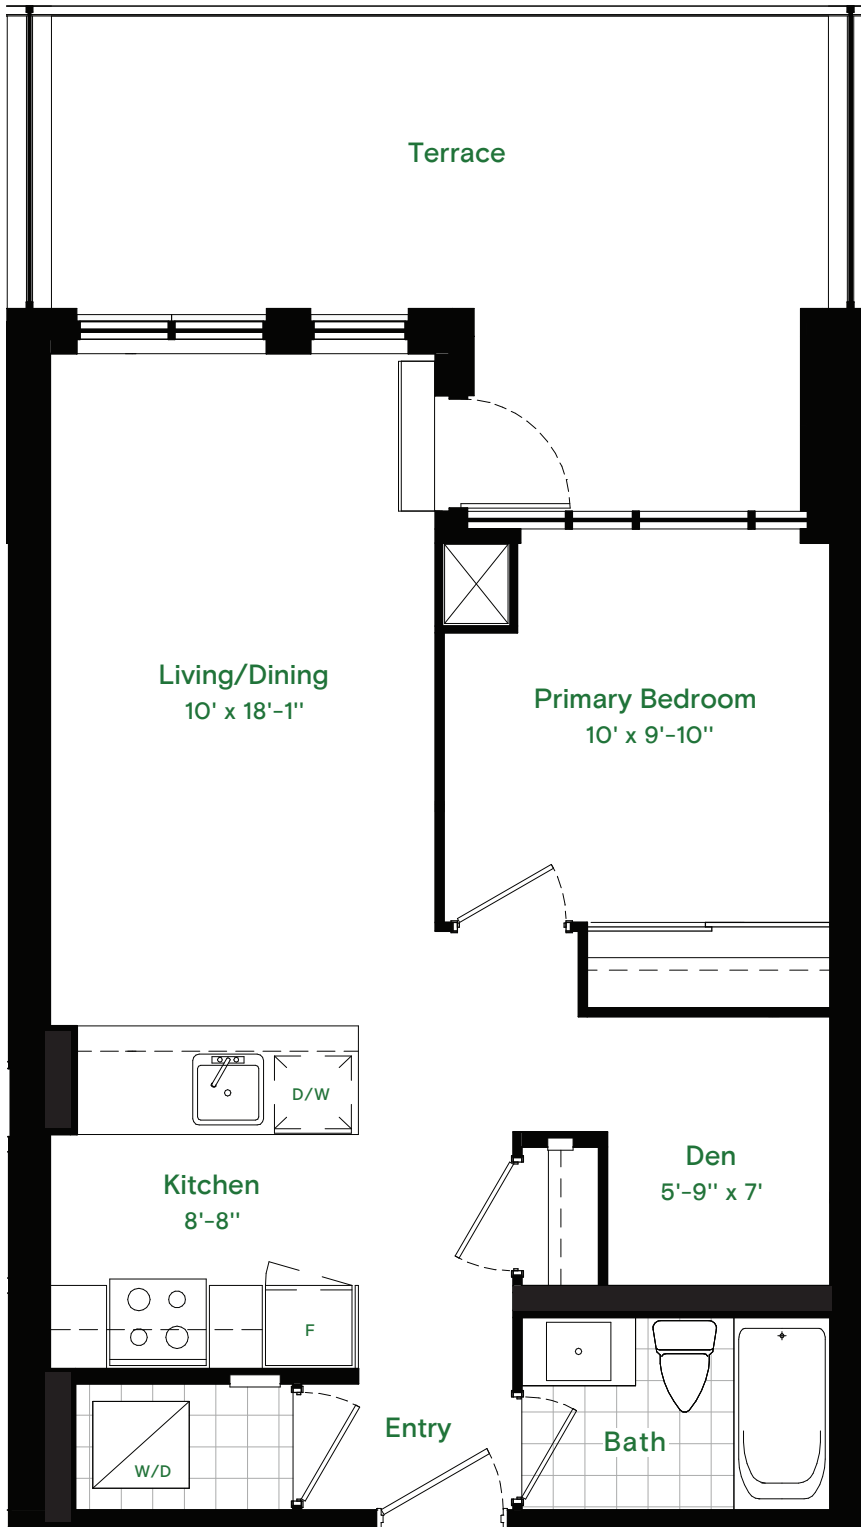 Terrace
Living/Dining
10' x 18'-1"
Primary Bedroom
10' x 9'-10"
D/W
Kitchen
8'-8"
Den
5'-9" x 7'
F
Entry
Bath
W/D